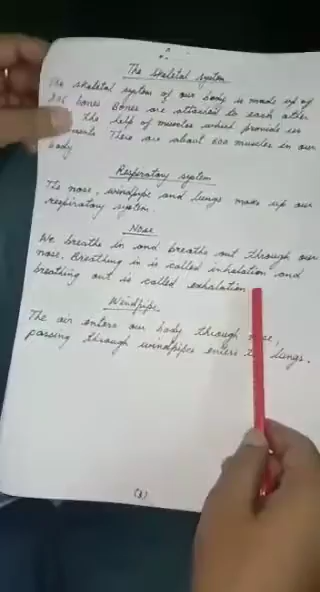 The Skeletal system
The skeletal system of our body is made up of
bones Bones are attached to each other
the help of muscles which provide us
ments. There are about 600 muscles in our
body
Respiratory system
The nose, windpipe and lungs make up our
respiratory system.
Nose
We breathe in and breathe out through our
nose. Breathing in is called inhalation and
breathing out is called exhalation
Windpipe
The air enters our body through
passing through windpipes enters lungs.